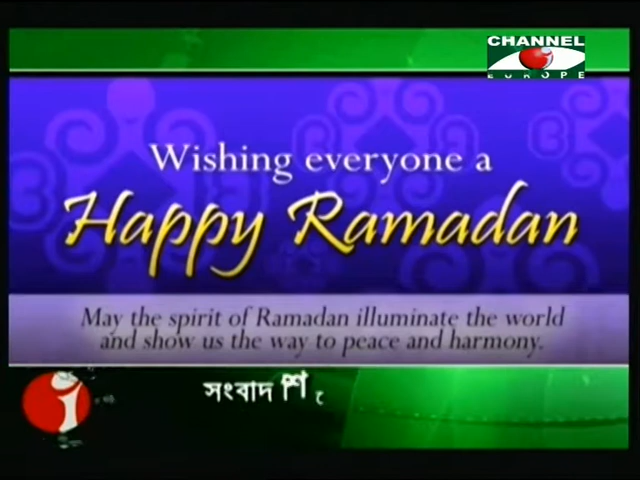 CHANNEL
EUROPE
Wishing everyone a
Happy Ramadan
May the spirit of Ramadan illuminate the world
and show us the way to peace and harmony.
i
সংবাদ